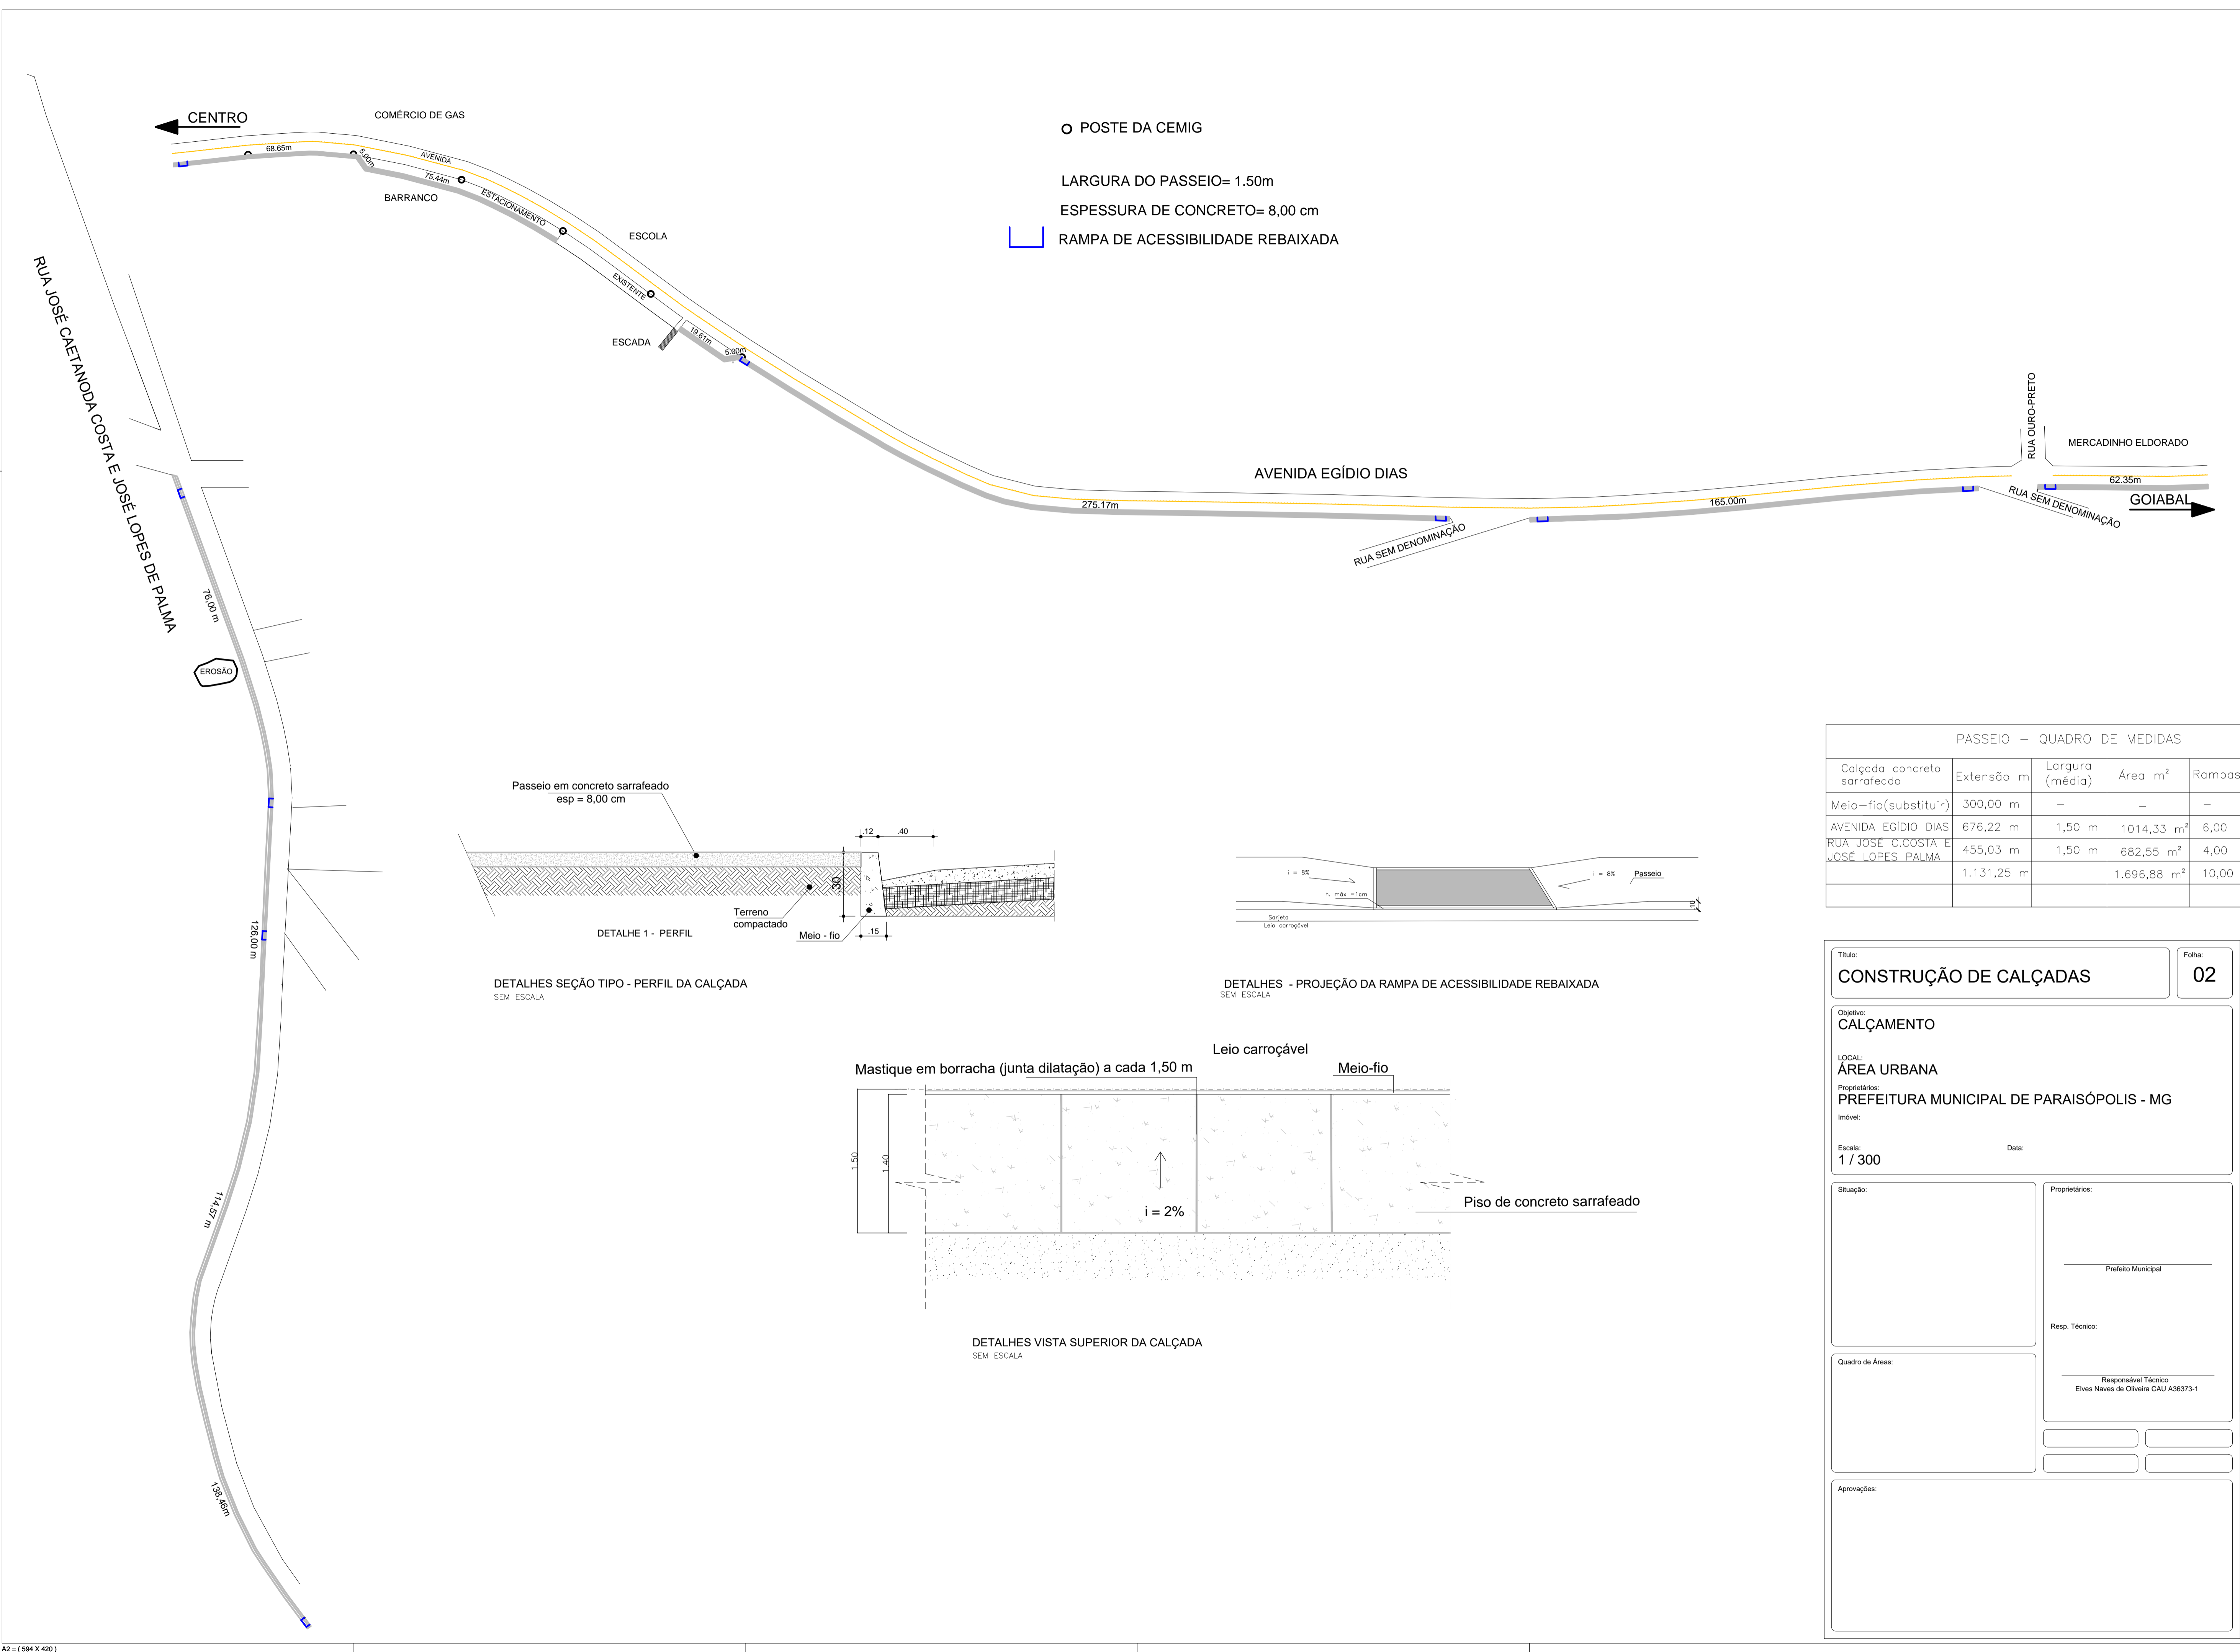 CENTRO
COMÉRCIO DE GAS
68.65m
5.00m
AVENIDA
75.44m
BARRANCO
ESTACIONAMENTO
ESCOLA
EXISTENTE
ESCADA
19.61m
5.00m
POSTE DA CEMIG
LARGURA DO PASSEIO= 1.50m
ESPESSURA DE CONCRETO= 8,00 cm
RAMPA DE ACESSIBILIDADE REBAIXADA
AVENIDA EGÍDIO DIAS
275.17m
RUA SEM DENOMINAÇÃO
165.00m
RUA OURO-PRETO
MERCADINHO ELDORADO
62.35m
GOIABAL
RUA SEM DENOMINAÇÃO
RUA JOSÉ CAETANODA COSTA E JOSÉ LOPES DE PALMA
76,00 m
EROSÃO
126,00 m
114,57 m
138,46m
Passeio em concreto sarrafeado
esp = 8,00 cm
.12
.40
.30
.15
Terreno
compactado
Meio - fio
DETALHE 1 - PERFIL
DETALHES SEÇÃO TIPO - PERFIL DA CALÇADA
SEM ESCALA
i = 8%
h. máx =1cm
i = 8%
Passeio
.10
Sarjeta
Leio carroçável
DETALHES - PROJEÇÃO DA RAMPA DE ACESSIBILIDADE REBAIXADA
SEM ESCALA
Leio carroçável
Mastique em borracha (junta dilatação) a cada 1,50 m
Meio-fio
1.50
1.40
i = 2%
Piso de concreto sarrafeado
DETALHES VISTA SUPERIOR DA CALÇADA
SEM ESCALA
PASSEIO - QUADRO DE MEDIDAS
Calçada concreto sarrafeado Extensão m Largura (média) Área m² Rampas
Meio-fio(substituir) 300,00 m - - -
AVENIDA EGÍDIO DIAS 676,22 m 1,50 m 1014,33 m² 6,00
RUA JOSÉ C.COSTA E JOSÉ LOPES PALMA 455,03 m 1,50 m 682,55 m² 4,00
1.131,25 m 1.696,88 m² 10,00
Título:
CONSTRUÇÃO DE CALÇADAS
Folha:
02
Objetivo:
CALÇAMENTO
LOCAL:
ÁREA URBANA
Proprietários:
PREFEITURA MUNICIPAL DE PARAISÓPOLIS - MG
Imóvel:
Escala:
1 / 300
Data:
Situação:
Proprietários:
Prefeito Municipal
Resp. Técnico:
Responsável Técnico
Elves Naves de Oliveira CAU A36373-1
Quadro de Áreas:
Aprovações:
A2 = ( 594 X 420 )